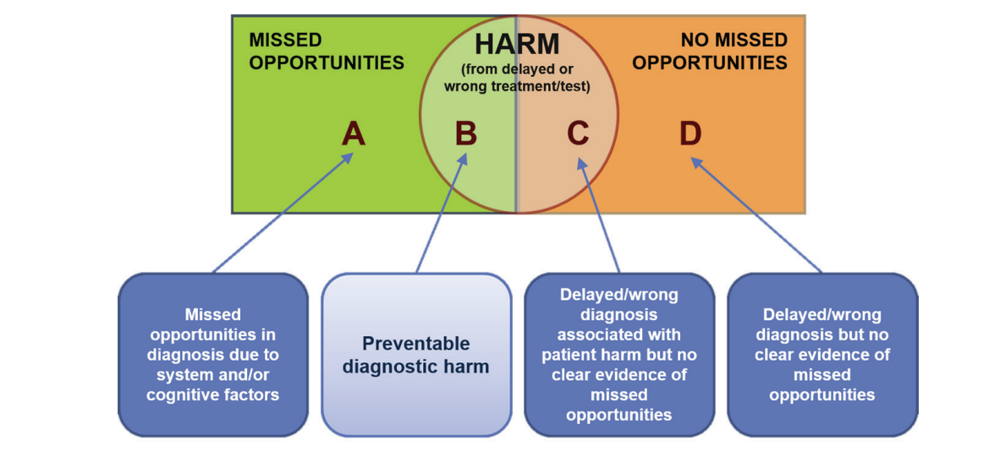 MISSED
OPPORTUNITIES
HARM
(from delayed or
wrong treatment/test)
NO MISSED
OPPORTUNITIES
A
B
C
D
Missed
opportunities in
diagnosis due to
system and/or
cognitive factors
Preventable
diagnostic harm
Delayed/wrong
diagnosis
associated with
patient harm but no
clear evidence of
missed
opportunities
Delayed/wrong
diagnosis but no
clear evidence of
missed
opportunities